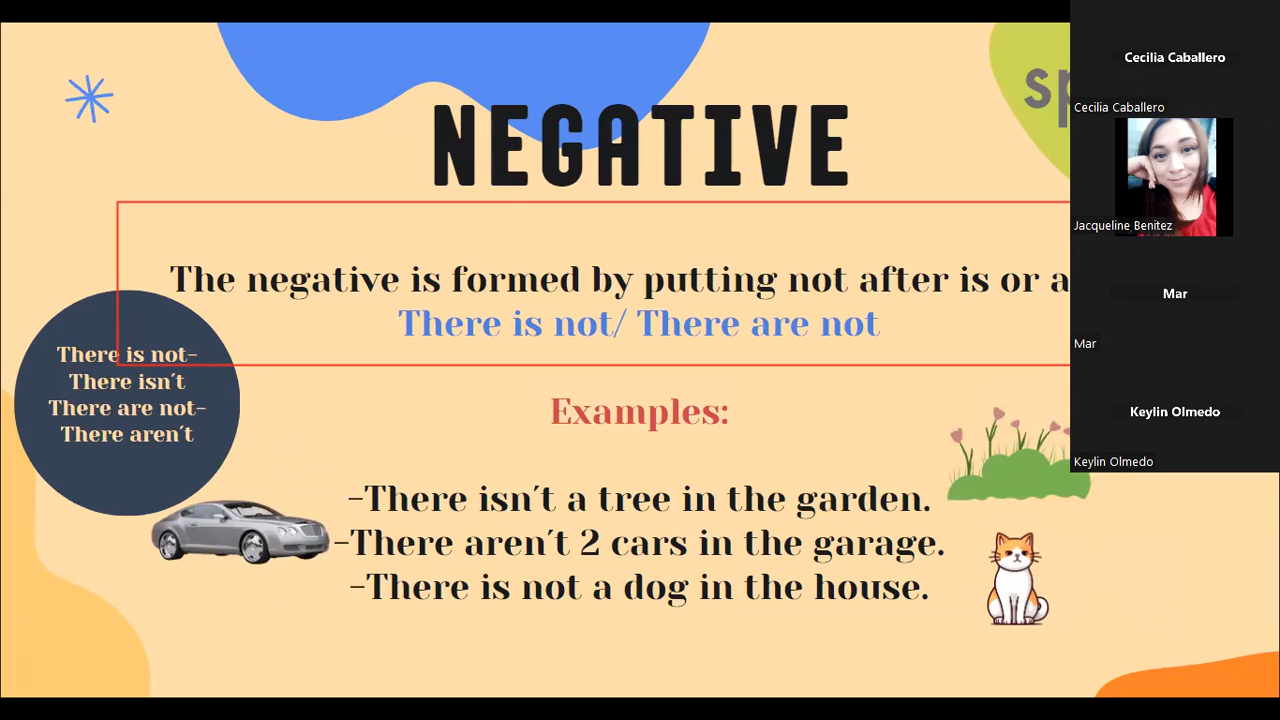 NEGATIVE
The negative is formed by putting not after is or
There is not/ There are not
There is not-
There isn´t
There are not-
There aren´t
Examples:
-There isn´t a tree in the garden.
-There aren´t 2 cars in the garage.
-There is not a dog in the house.
Cecilia Caballero
Cecilia Caballero
Jacqueline Benitez
Mar
Mar
Keylin Olmedo
Keylin Olmedo